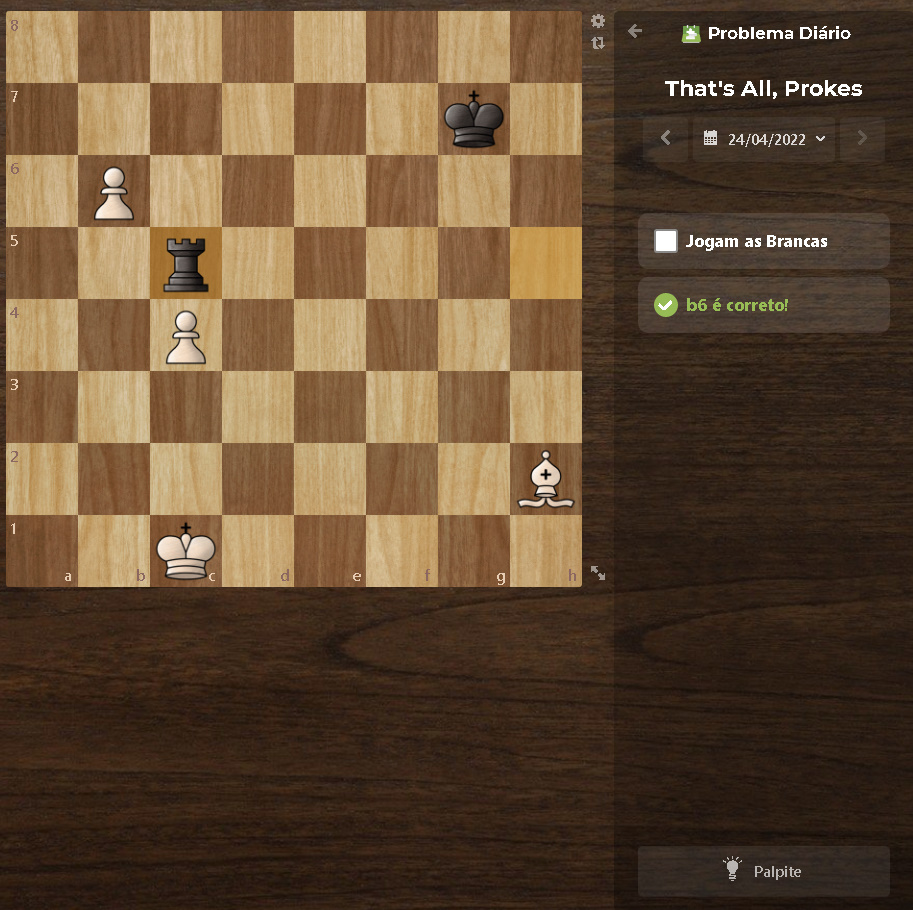 8
7
6
5
4
3
2
1
a b c d e f g h
Problema Diário
That's All, Prokes
24/04/2022
Jogam as Brancas
b6 é correto!
Palpite